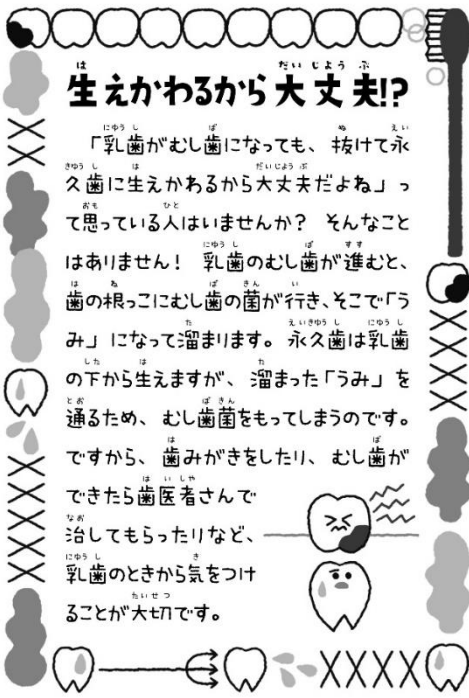 生えかわるから大丈夫!?
「乳歯がむし歯になっても、抜けて永
久歯に生えかわるから大丈夫だよね」っ
て思っている人はいませんか？ そんなこと
はありません！ 乳歯のむし歯が進むと、
歯の根っこにむし歯の菌が行き、そこで「う
み」になって溜まります。永久歯は乳歯
の下から生えますが、溜まった「うみ」を
通るため、むし歯菌をもってしまうのです。
ですから、歯みがきをしたり、むし歯が
できたら歯医者さんで
治してもらったりなど、
乳歯のときから気をつけ
ることが大切です。